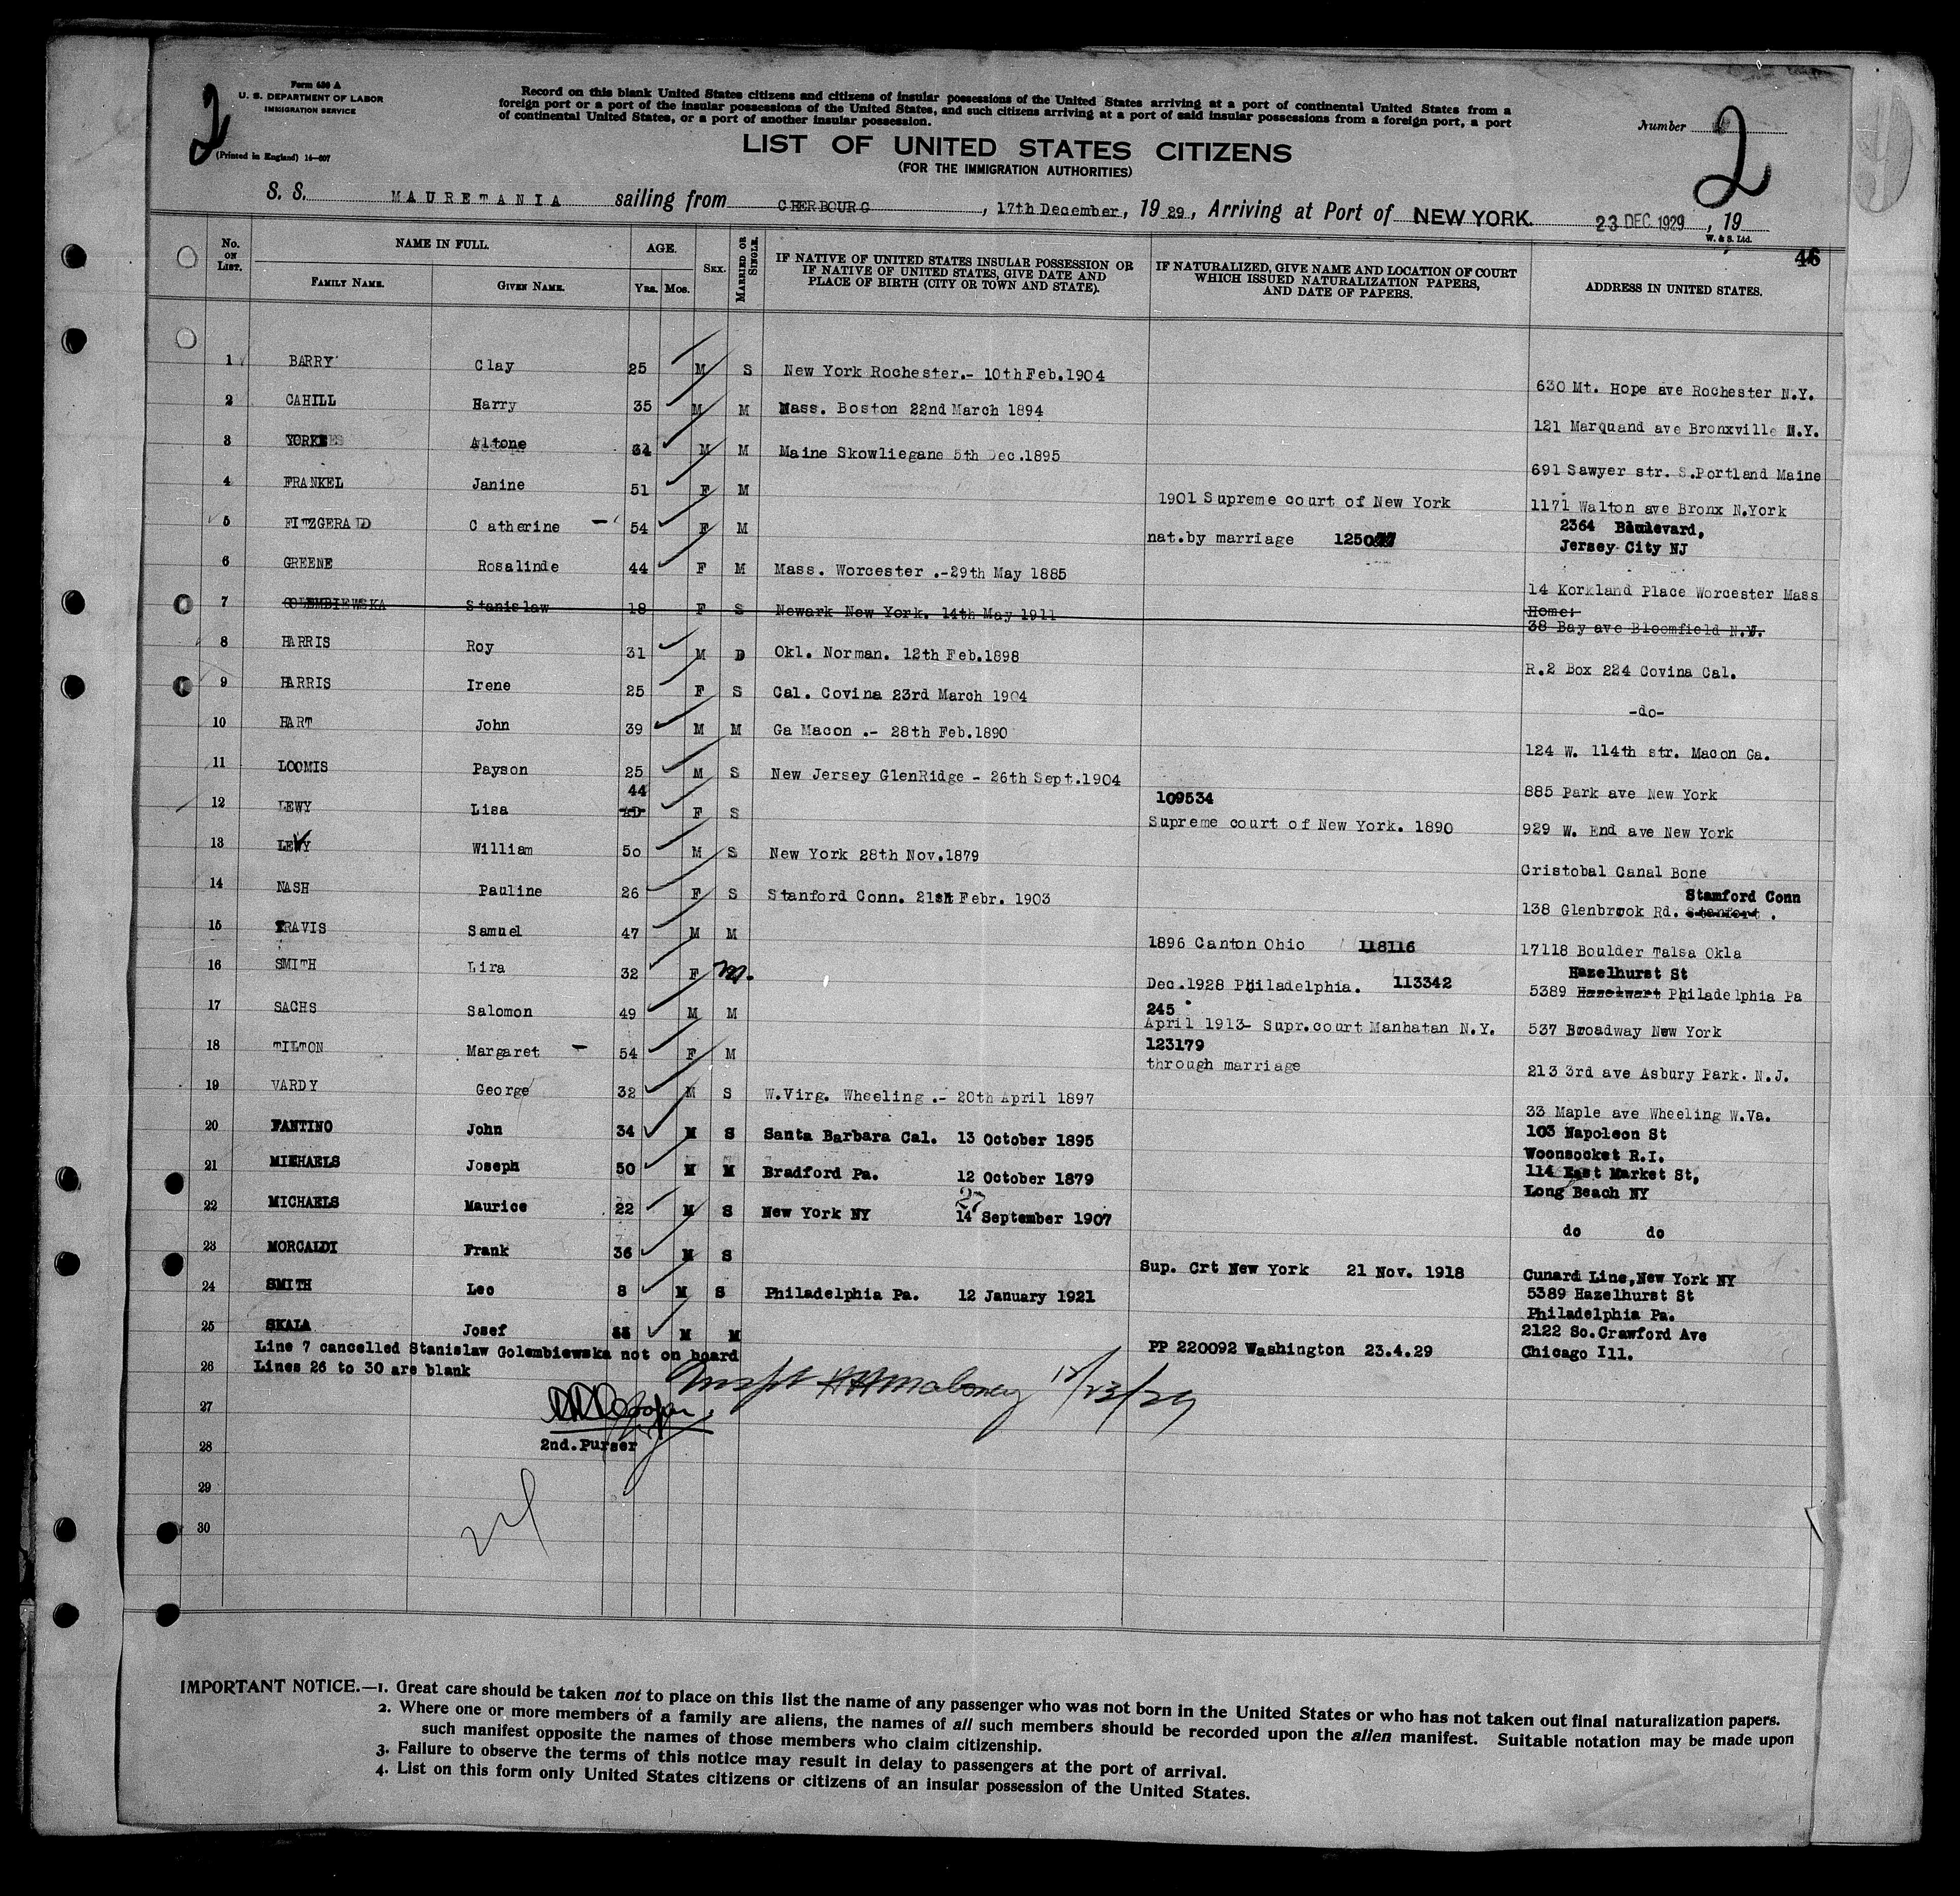 2
Form 630 A
U. S. DEPARTMENT OF LABOR
IMMIGRATION SERVICE
(Printed in England) 14—607
Record on this blank United States citizens and citizens of insular possessions of the United States arriving at a port of continental United States from a
foreign port or a port of the insular possessions of the United States, and such citizens arriving at a port of said insular possessions from a foreign port, a port
of continental United States, or a port of another insular possession.
Number 2
LIST OF UNITED STATES CITIZENS
(FOR THE IMMIGRATION AUTHORITIES)
S. S. MAURETANIA sailing from CHERBOURG, 17th December, 1929, Arriving at Port of NEW YORK. 23 DEC 1929, 19
W. & S. Ltd.
46
No. ON LIST. NAME IN FULL. FAMILY NAME. GIVEN NAME. AGE. Yrs. Mos. SEX. MARRIED OR SINGLE. IF NATIVE OF UNITED STATES INSULAR POSSESSION OR IF NATIVE OF UNITED STATES, GIVE DATE AND PLACE OF BIRTH (CITY OR TOWN AND STATE). IF NATURALIZED, GIVE NAME AND LOCATION OF COURT WHICH ISSUED NATURALIZATION PAPERS, AND DATE OF PAPERS. ADDRESS IN UNITED STATES.
1 BARRY Clay 25 M S New York Rochester.- 10th Feb.1904 630 Mt. Hope ave Rochester N.Y.
2 CAHILL Harry 35 M M Mass. Boston 22nd March 1894 121 Marquand ave Bronxville N.Y.
3 YORKE Altone 34 M M Maine Skowliegane 5th Dec.1895 691 Sawyer str. S.Portland Maine
4 FRANKEL Janine 51 F M 1901 Supreme court of New York 1171 Walton ave Bronx N.York
5 FITZGERALD Catherine - 54 F M nat.by marriage 2364 Boulevard,
Jersey City NJ
6 GREENE Rosalinde 44 F M Mass. Worcester .-29th May 1885 14 Korkland Place Worcester Mass
7 GOLEMBIEWSKA Stanislaw 18 F S Newark New York. 14th May 1911 Home:
38 Bay ave Bloomfield N.Y.
8 HARRIS Roy 31 M D Okl. Norman. 12th Feb.1898 R.2 Box 224 Covina Cal.
9 HARRIS Irene 25 F S Cal. Covina 23rd March 1904 -do-
10 HART John 39 M M Ga Macon .- 28th Feb.1890 124 W. 114th str. Macon Ga.
11 LOOMIS Payson 25 M S New Jersey GlenRidge - 26th Sept.1904 885 Park ave New York
44 109534
12 LEWY Lisa F S Supreme court of New York. 1890 929 W. End ave New York
13 LEVY William 50 M S New York 28th Nov.1879 Cristobal Canal Bone
Stamford Conn
14 NASH Pauline 26 F S Stanford Conn. 21st Febr. 1903 138 Glenbrook Rd. Stanfort .
15 TRAVIS Samuel 47 M M 1896 Canton Ohio 118116 17118 Boulder Talsa Okla
Hazelhurst St
16 SMITH Lira 32 F M. Dec.1928 Philadelphia. 113342 5389 Hazelwart Philadelphia Pa
245
17 SACHS Salomon 49 M M April 1913- Supr.court Manhatan N.Y. 537 Broadway New York
123179
18 TILTON Margaret - 54 F M through marriage 213 3rd ave Asbury Park. N.J.
19 VARDY George 32 M S W.Virg. Wheeling .- 20th April 1897 33 Maple ave Wheeling W.Va.
20 FANTINO John 34 M S Santa Barbara Cal. 13 October 1895 103 Napoleon St
Woonsocket R.I.
21 MICHAELS Joseph 50 M M Bradford Pa. 12 October 1879 114 East Market St,
Long Beach NY
27
22 MICHAELS Maurice 22 M S New York NY 14 September 1907 do do
23 MORCALDI Frank 36 M S Sup. Crt New York 21 Nov. 1918 Cunard Line,New York NY
24 SMITH Leo 8 M S Philadelphia Pa. 12 January 1921 5389 Hazelhurst St
Philadelphia Pa.
25 SKALA Josef M M PP 220092 Washington 23.4.29 2122 So.Crawford Ave
Chicago Ill.
Line 7 cancelled Stanislaw Golembiewska not on board
26 Lines 26 to 30 are blank
Maloney 12/23/29
27
2nd. Purser
28
29
30
IMPORTANT NOTICE.—1. Great care should be taken not to place on this list the name of any passenger who was not born in the United States or who has not taken out final naturalization papers.
2. Where one or more members of a family are aliens, the names of all such members should be recorded upon the alien manifest. Suitable notation may be made upon
such manifest opposite the names of those members who claim citizenship.
3. Failure to observe the terms of this notice may result in delay to passengers at the port of arrival.
4. List on this form only United States citizens or citizens of an insular possession of the United States.